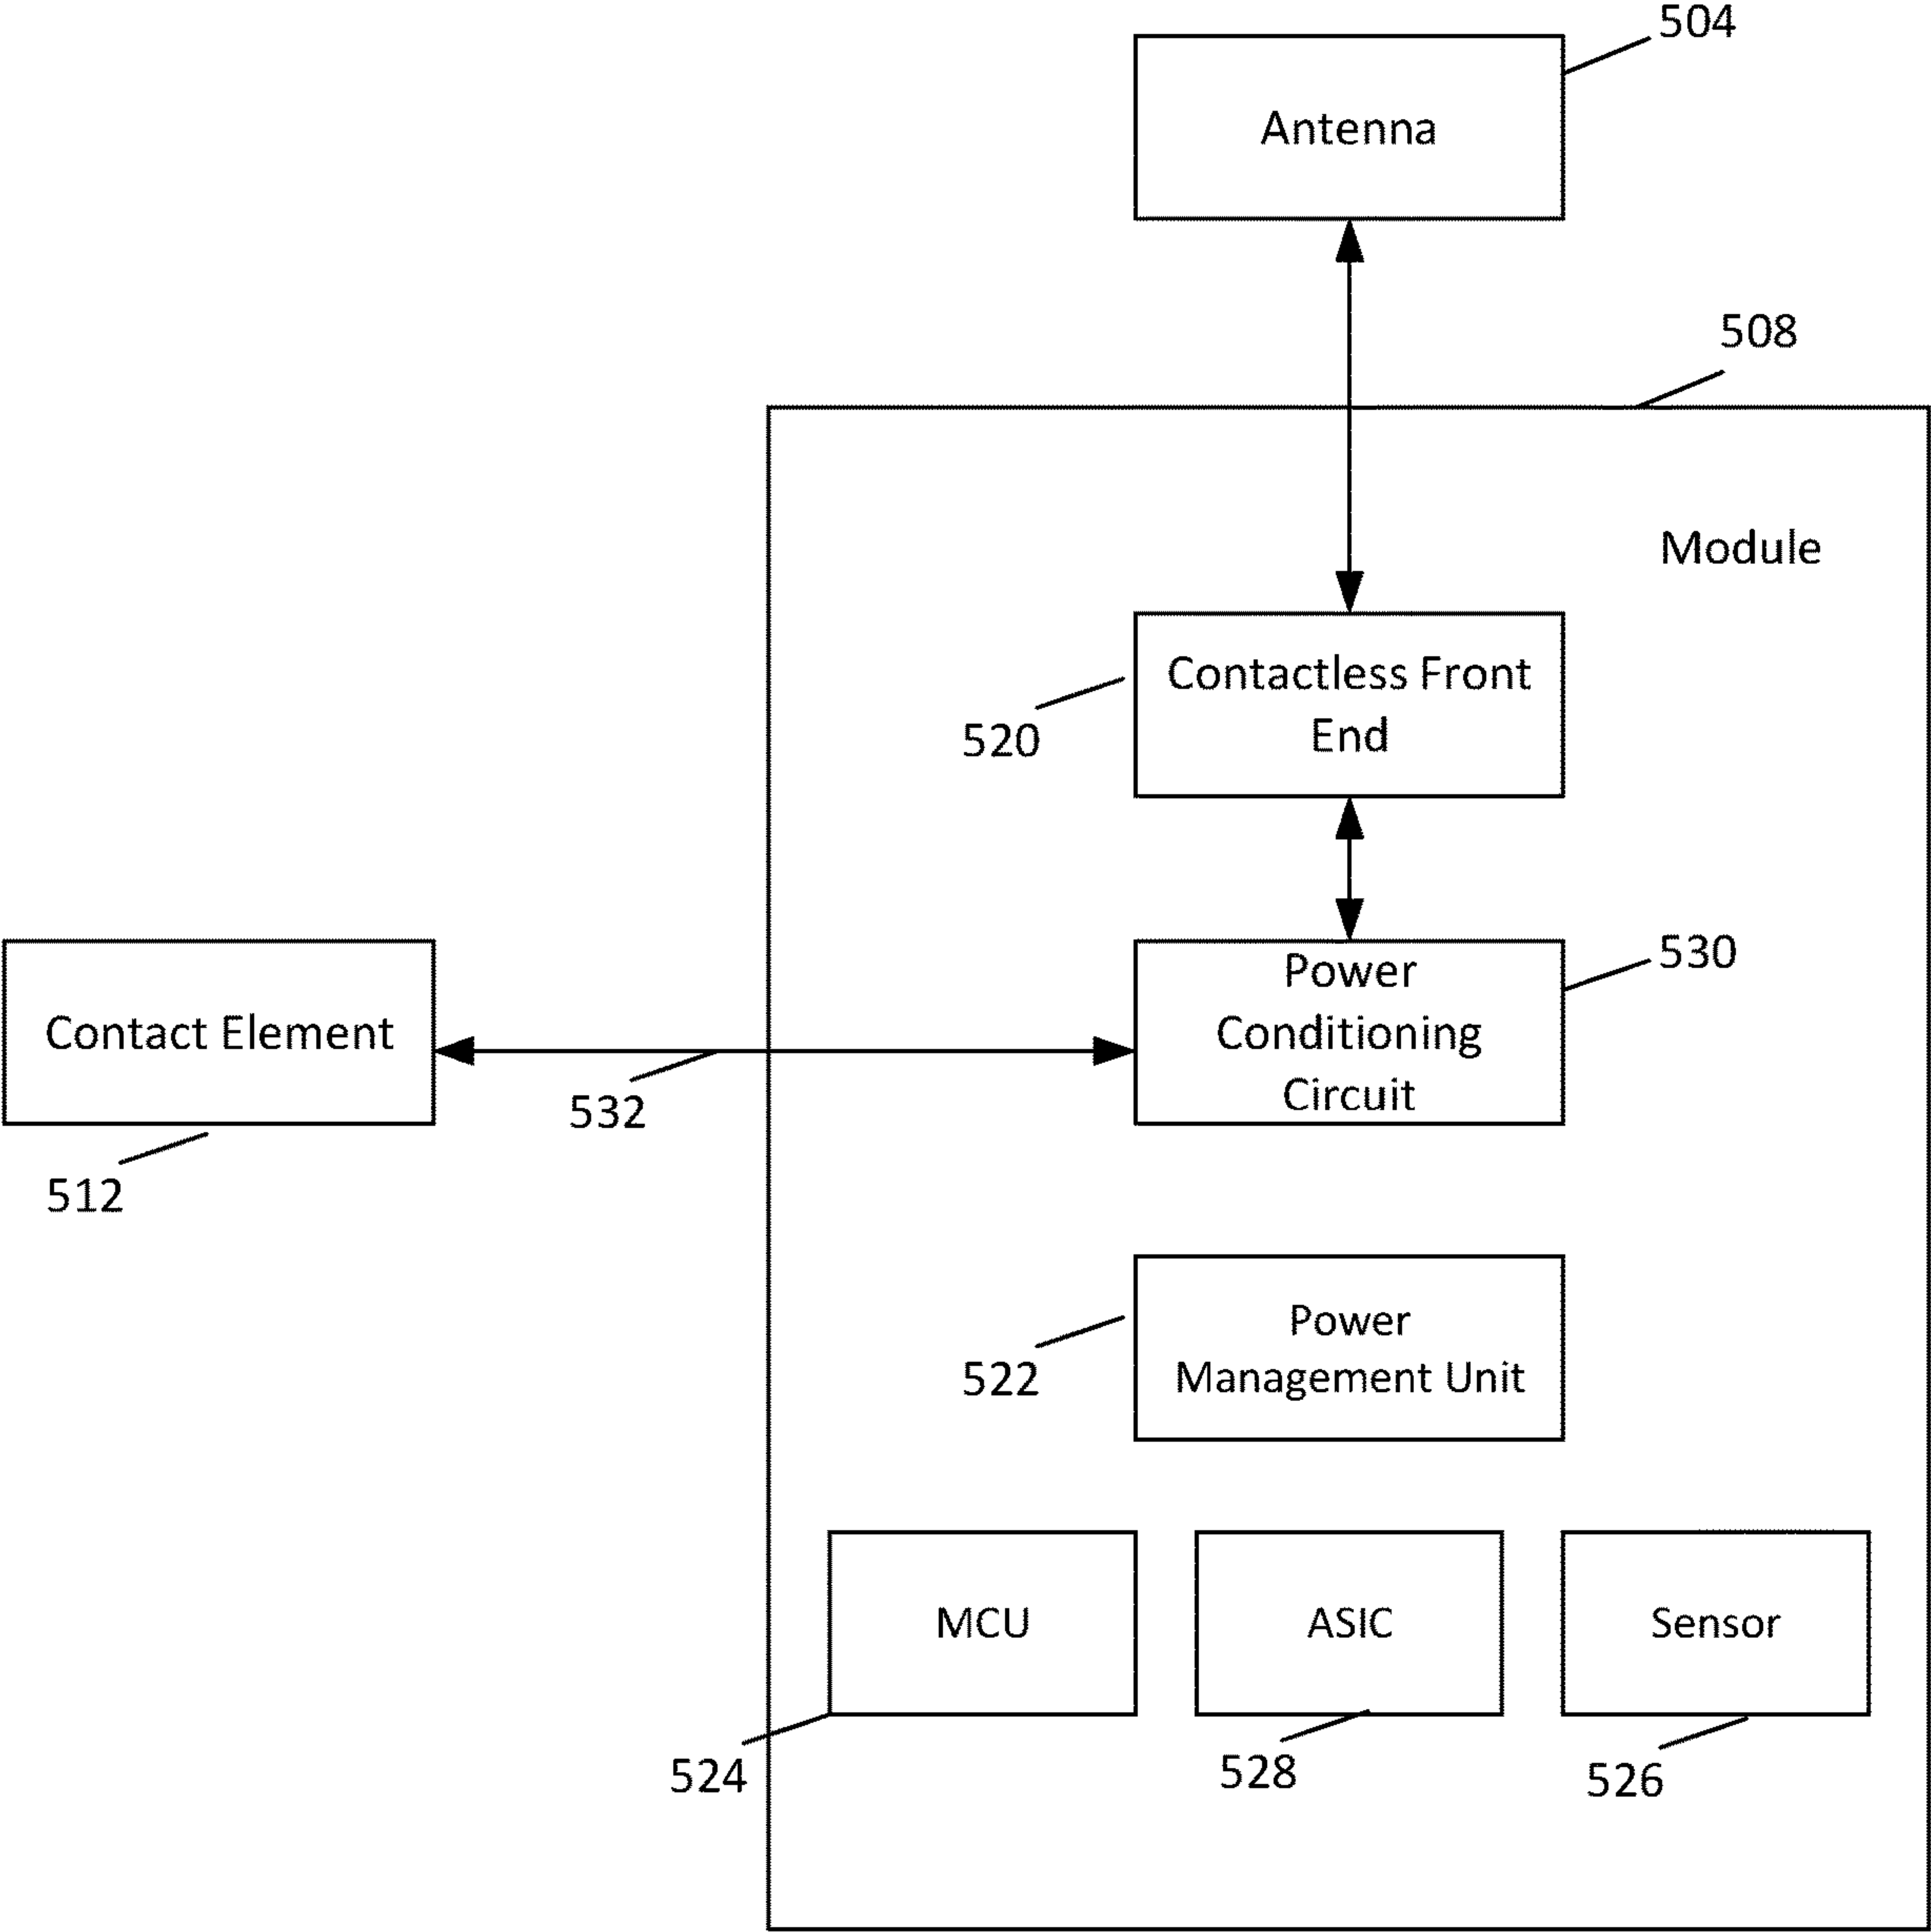 504
Antenna
508
Module
Contactless Front
End
520
530
Power
Conditioning
Circuit
Contact Element
532
512
Power
Management Unit
522
MCU
ASIC
Sensor
524
528
526